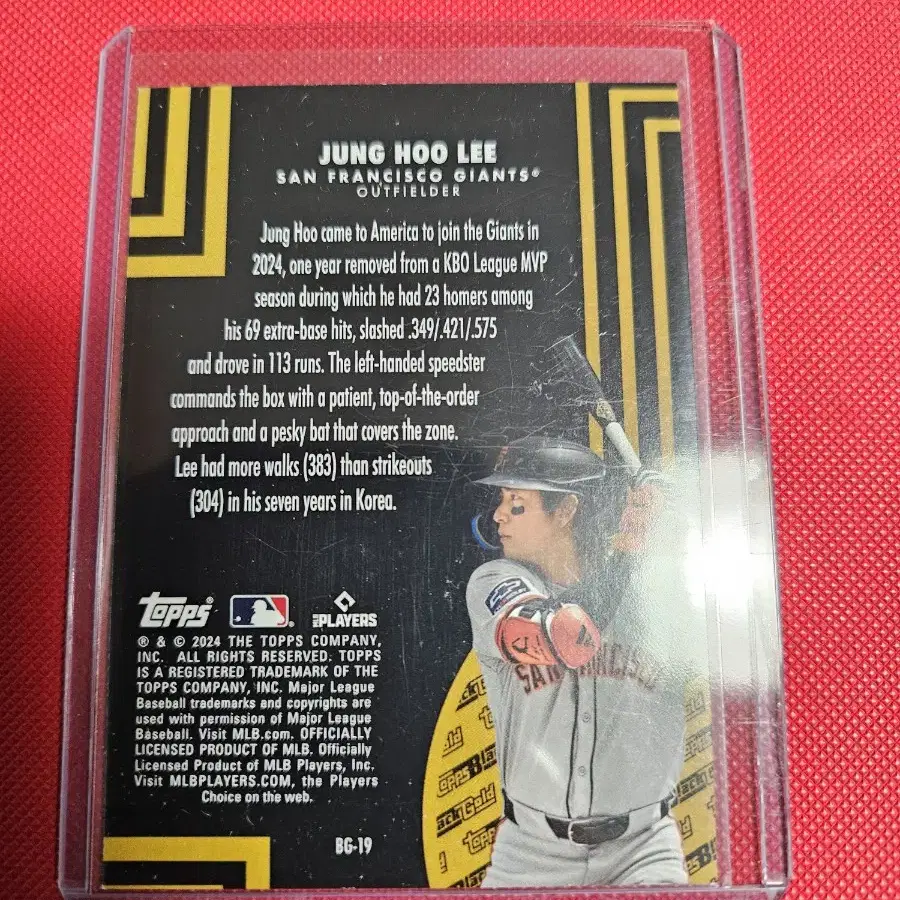 JUNG HOO LEE
SAN FRANCISCO GIANTS®
OUTFIELDER
Jung Hoo came to America to join the Giants in
2024, one year removed from a KBO League MVP
season during which he had 23 homers among
his 69 extra-base hits, slashed .349/.421/.575
and drove in 113 runs. The left-handed speedster
commands the box with a patient, top-of-the-order
approach and a pesky bat that covers the zone.
Lee had more walks (383) than strikeouts
(304) in his seven years in Korea.
TOPPS® PLAYERS
® & © 2024 THE TOPPS COMPANY,
INC. ALL RIGHTS RESERVED. TOPPS
IS A REGISTERED TRADEMARK OF THE
TOPPS COMPANY, INC. Major League
Baseball trademarks and copyrights are
used with permission of Major League
Baseball. Visit MLB.com. OFFICIALLY
LICENSED PRODUCT OF MLB. Officially
Licensed Product of MLB Players, Inc.
Visit MLBPLAYERS.COM, the Players
Choice on the web.
BG-19
SAN FRANCISCO
Topps Black Gold